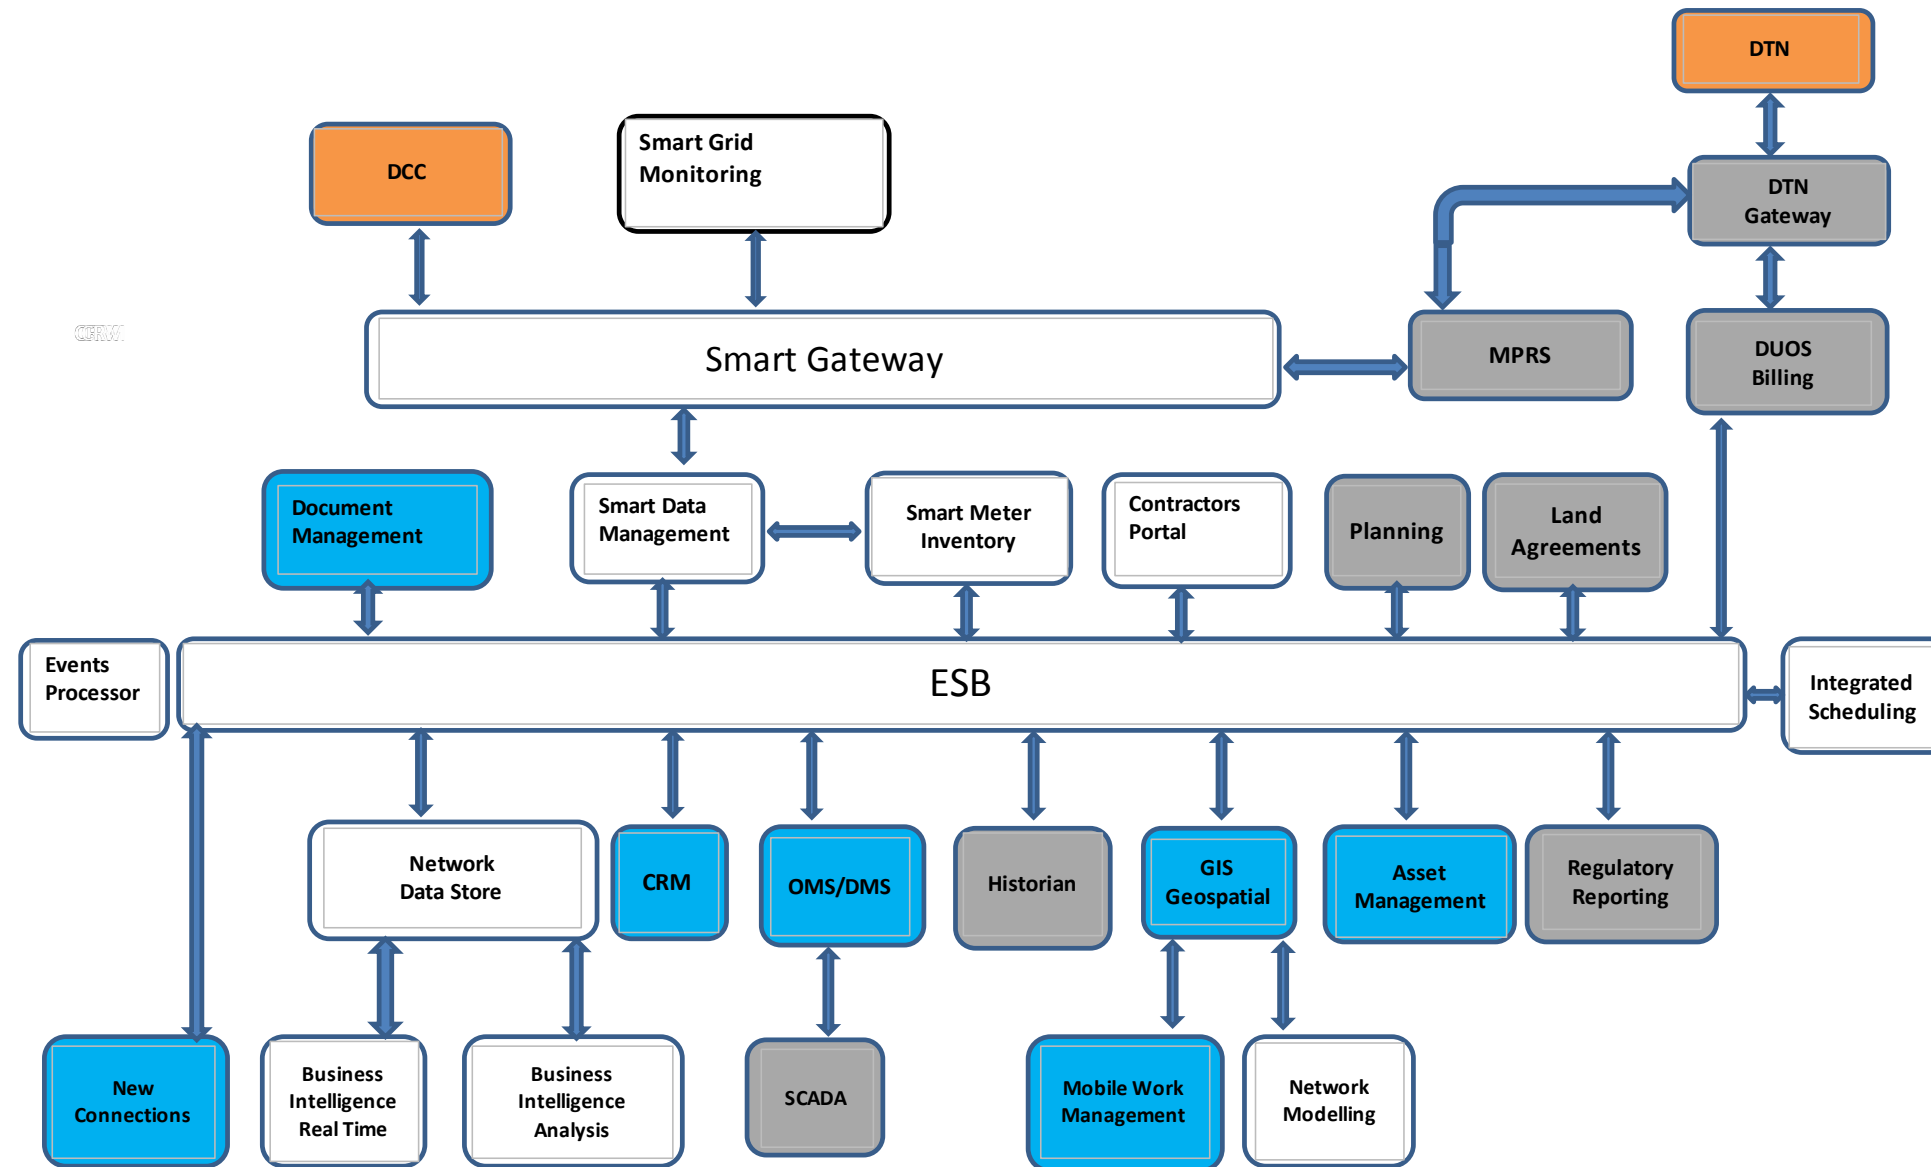 DTN
DCC
Smart Grid
Monitoring
DTN
Gateway
Smart Gateway
MPRS
DUOS
Billing
Document
Management
Smart Data
Management
Smart Meter
Inventory
Contractors
Portal
Planning
Land
Agreements
Events
Processor
ESB
Integrated
Scheduling
Network
Data Store
CRM
OMS/DMS
Historian
GIS
Geospatial
Asset
Management
Regulatory
Reporting
New
Connections
Business
Intelligence
Real Time
Business
Intelligence
Analysis
SCADA
Mobile Work
Management
Network
Modelling